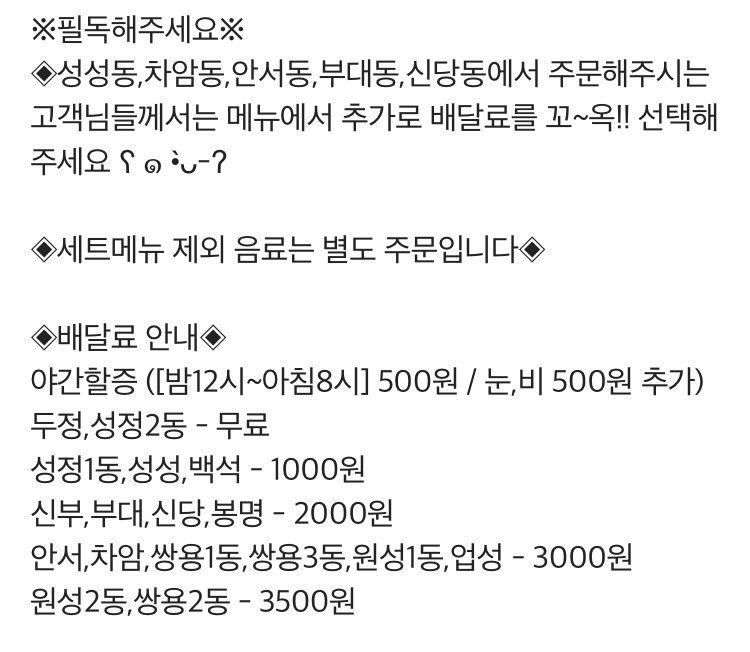 ※필독해주세요※
◈성성동,차암동,안서동,부대동,신당동에서 주문해주시는
고객님들께서는 메뉴에서 추가로 배달료를 꼬~옥!! 선택해
주세요 ʕ ๑ •̀ᴗ-ʔ
◈세트메뉴 제외 음료는 별도 주문입니다◈
◈배달료 안내◈
야간할증 ([밤12시~아침8시] 500원 / 눈,비 500원 추가)
두정,성정2동 - 무료
성정1동,성성,백석 - 1000원
신부,부대,신당,봉명 - 2000원
안서,차암,쌍용1동,쌍용3동,원성1동,업성 - 3000원
원성2동,쌍용2동 - 3500원